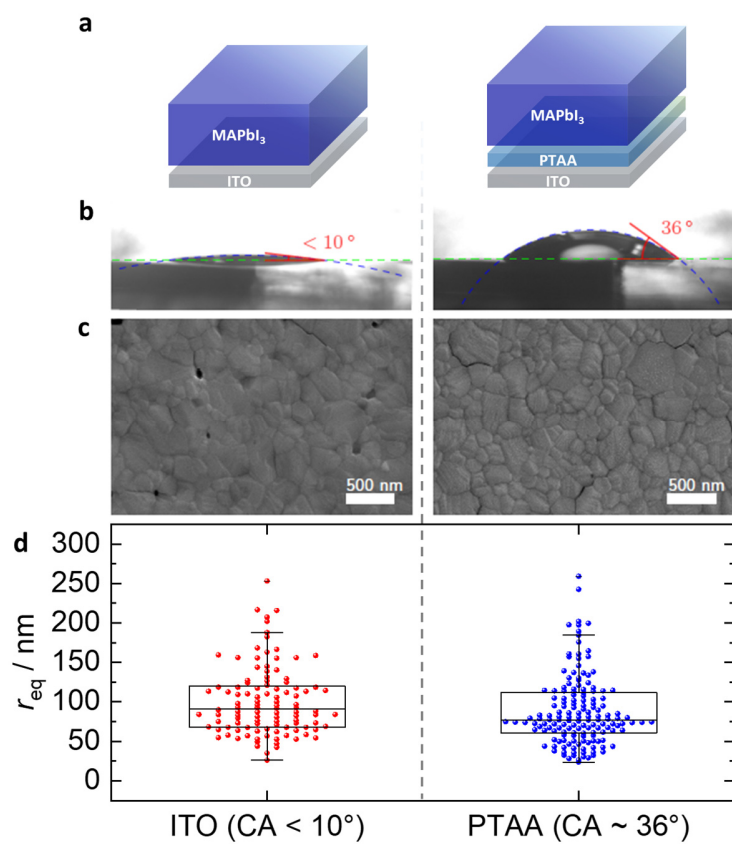 a
MAPbI₃
ITO
MAPbI₃
PTAA
ITO
b
< 10°
36°
c
500 nm
500 nm
d
300
250
200
150
100
50
0
r_eq / nm
ITO (CA < 10°)
PTAA (CA ~ 36°)